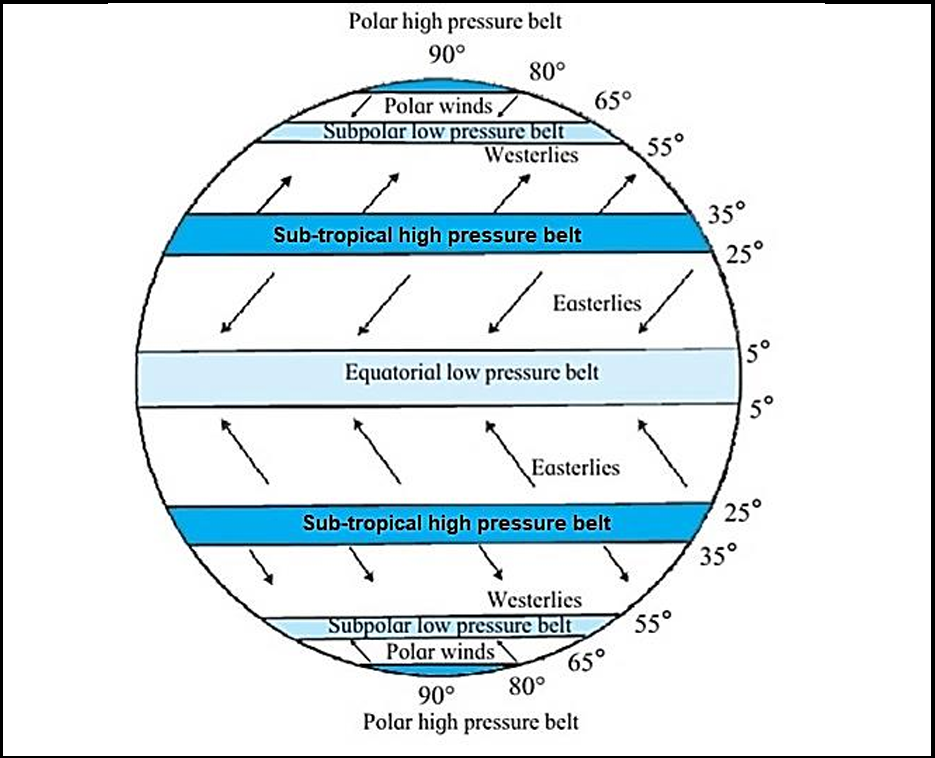 Polar high pressure belt
90°
80°
Polar winds
65°
Subpolar low pressure belt
55°
Westerlies
35°
Sub-tropical high pressure belt
25°
Easterlies
5°
Equatorial low pressure belt
5°
Easterlies
25°
Sub-tropical high pressure belt
35°
Westerlies
55°
Subpolar low pressure belt
Polar winds
65°
80°
90°
Polar high pressure belt